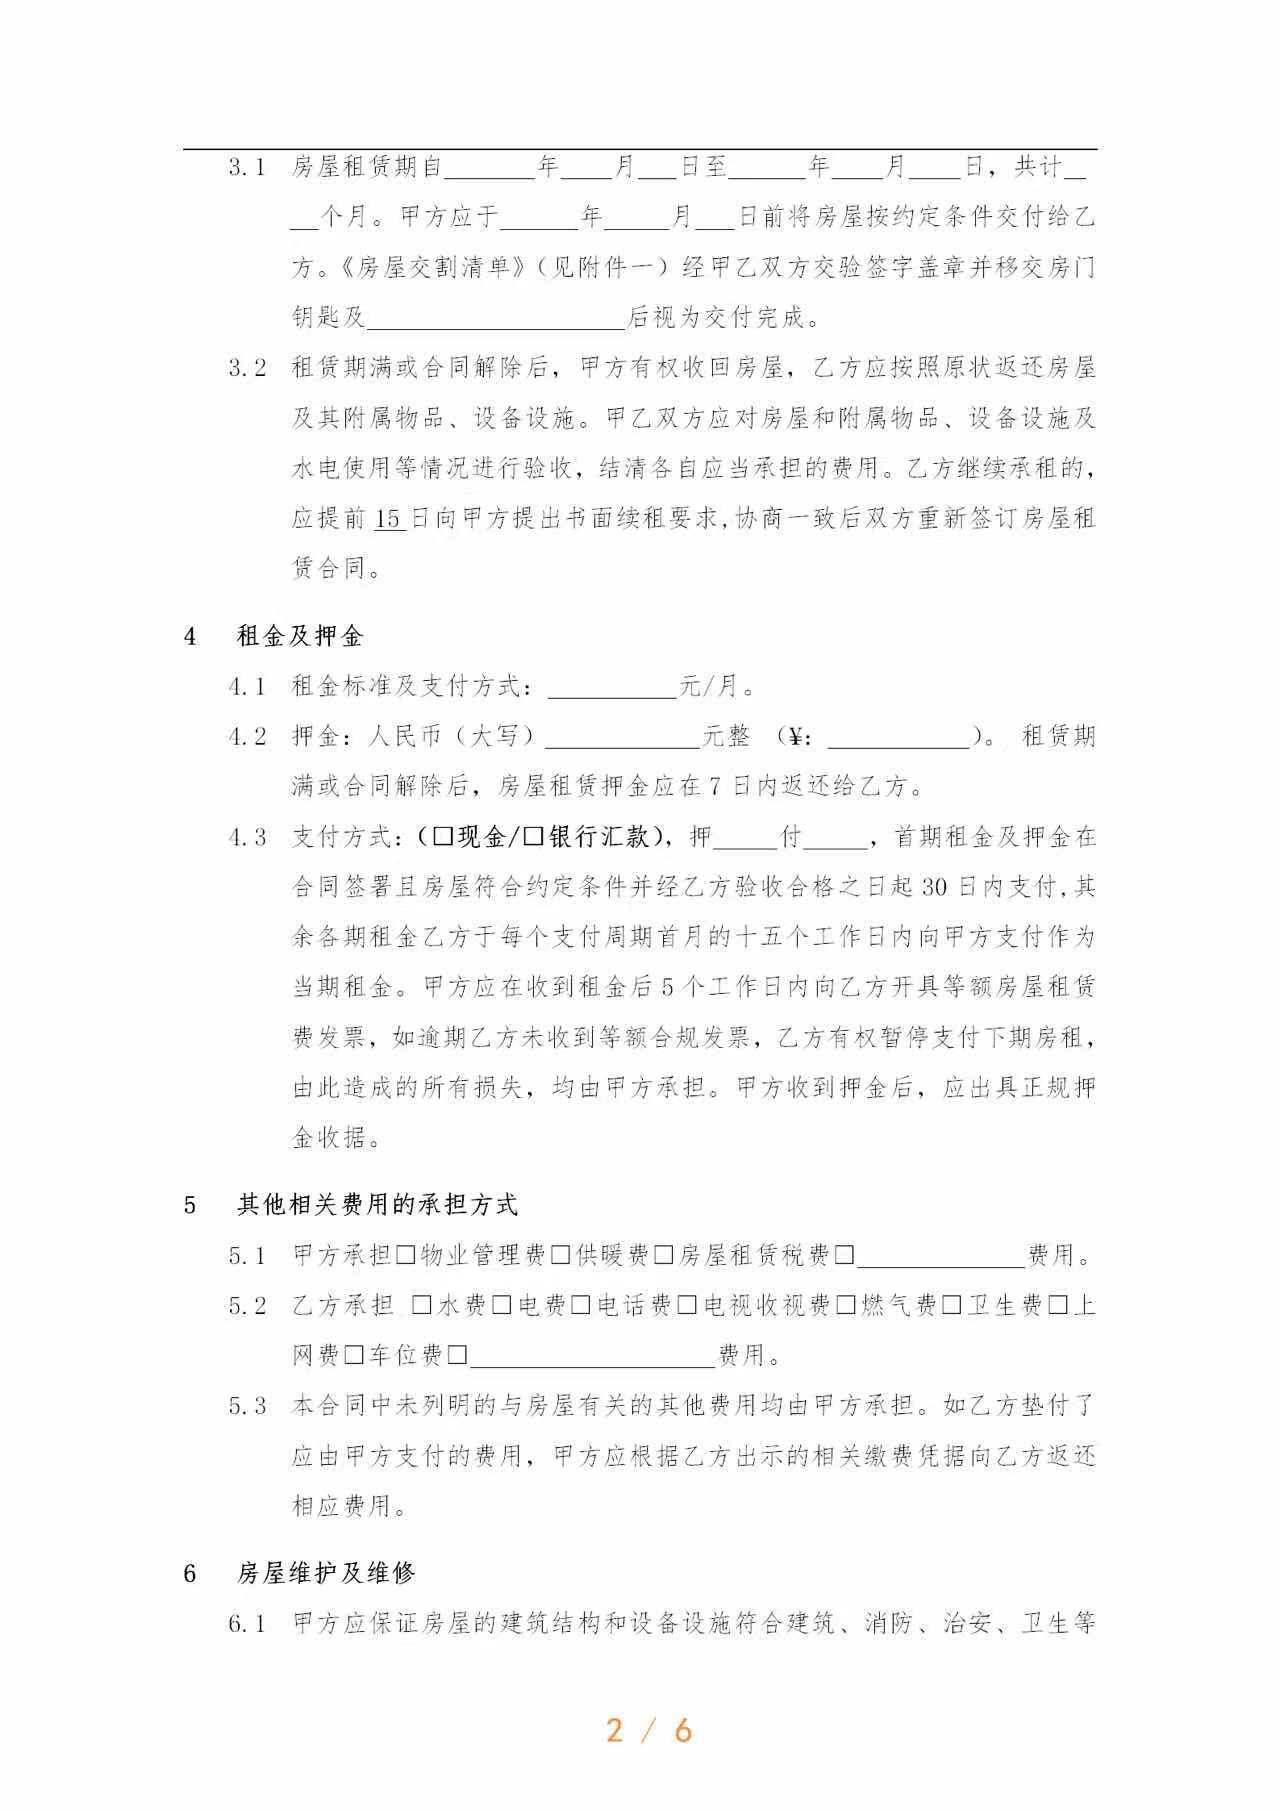 3.1 房屋租赁期自_______年____月___日至______年____月____日，共计__
__个月。甲方应于______年_____月___日前将房屋按约定条件交付给乙
方。《房屋交割清单》（见附件一）经甲乙双方交验签字盖章并移交房门
钥匙及____________________后视为交付完成。
3.2 租赁期满或合同解除后，甲方有权收回房屋，乙方应按照原状返还房屋
及其附属物品、设备设施。甲乙双方应对房屋和附属物品、设备设施及
水电使用等情况进行验收，结清各自应当承担的费用。乙方继续承租的，
应提前 15 日向甲方提出书面续租要求,协商一致后双方重新签订房屋租
赁合同。
4 租金及押金
4.1 租金标准及支付方式：__________元/月。
4.2 押金：人民币（大写）____________元整 （¥：___________）。 租赁期
满或合同解除后，房屋租赁押金应在 7 日内返还给乙方。
4.3 支付方式：（□现金/□银行汇款），押_____付_____，首期租金及押金在
合同签署且房屋符合约定条件并经乙方验收合格之日起 30 日内支付,其
余各期租金乙方于每个支付周期首月的十五个工作日内向甲方支付作为
当期租金。甲方应在收到租金后 5 个工作日内向乙方开具等额房屋租赁
费发票，如逾期乙方未收到等额合规发票，乙方有权暂停支付下期房租，
由此造成的所有损失，均由甲方承担。甲方收到押金后，应出具正规押
金收据。
5 其他相关费用的承担方式
5.1 甲方承担□物业管理费□供暖费□房屋租赁税费□_____________费用。
5.2 乙方承担 □水费□电费□电话费□电视收视费□燃气费□卫生费□上
网费□车位费□___________________费用。
5.3 本合同中未列明的与房屋有关的其他费用均由甲方承担。如乙方垫付了
应由甲方支付的费用，甲方应根据乙方出示的相关缴费凭据向乙方返还
相应费用。
6 房屋维护及维修
6.1 甲方应保证房屋的建筑结构和设备设施符合建筑、消防、治安、卫生等
2 / 6